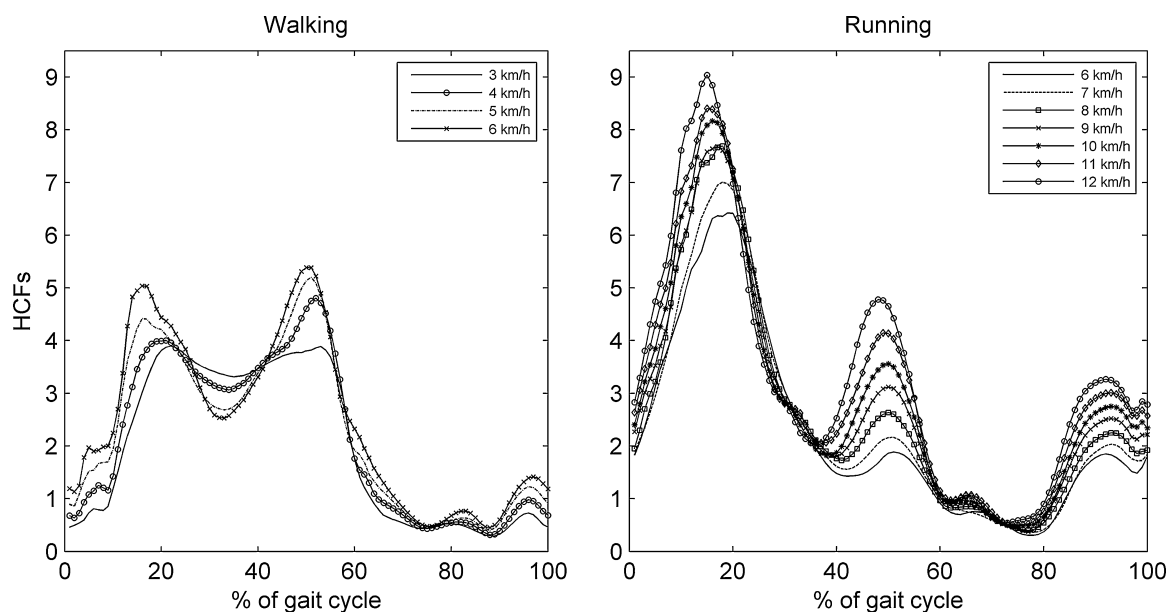 Walking
HCFs
9
8
7
6
5
4
3
2
1
0
3 km/h
4 km/h
5 km/h
6 km/h
0
20
40
60
80
100
% of gait cycle
Running
9
8
7
6
5
4
3
2
1
0
6 km/h
7 km/h
8 km/h
9 km/h
10 km/h
11 km/h
12 km/h
0
20
40
60
80
100
% of gait cycle